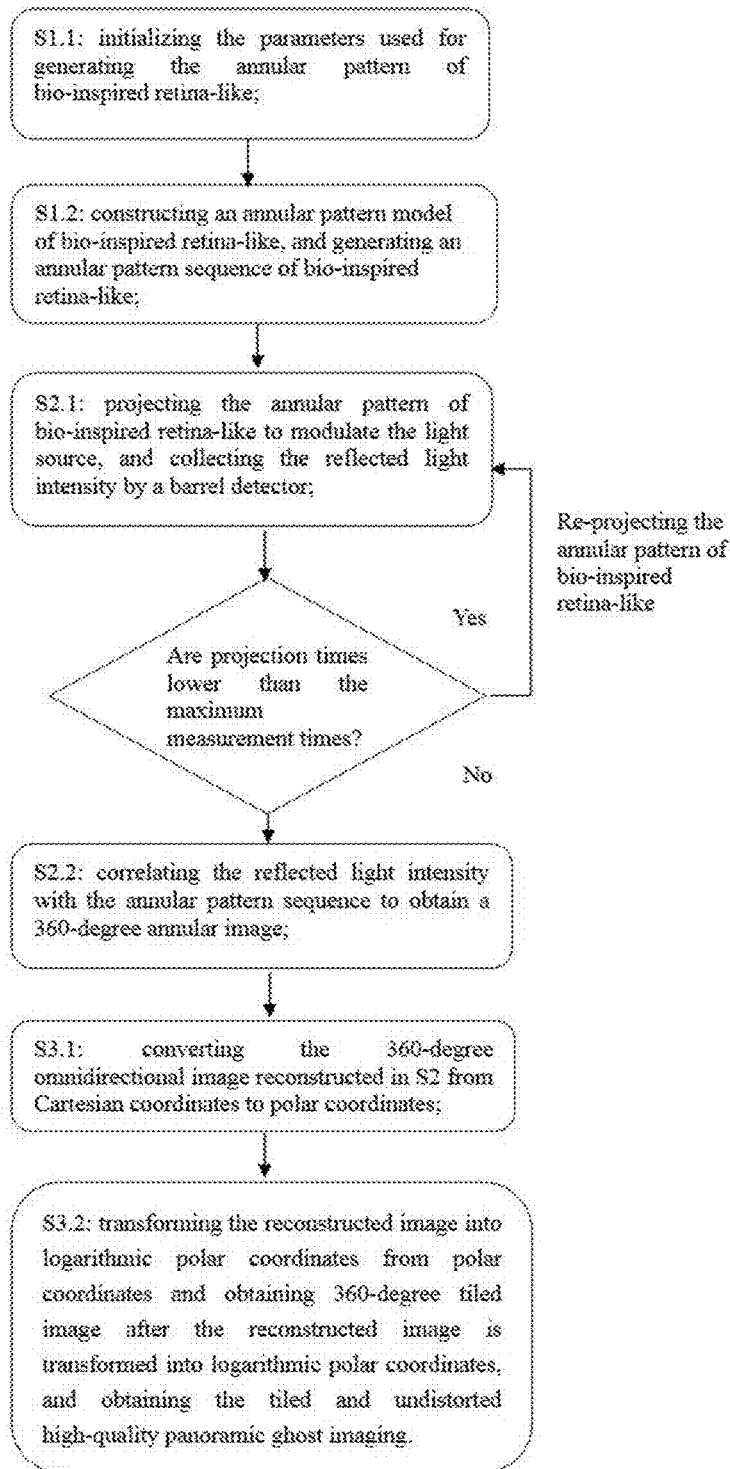 S1.1: initializing the parameters used for
generating the annular pattern of
bio-inspired retina-like;
S1.2: constructing an annular pattern model
of bio-inspired retina-like, and generating an
annular pattern sequence of bio-inspired
retina-like;
S2.1: projecting the annular pattern of
bio-inspired retina-like to modulate the light
source, and collecting the reflected light
intensity by a barrel detector;
Re-projecting the
annular pattern of
bio-inspired
retina-like
Yes
Are projection times
lower than the
maximum
measurement times?
No
S2.2: correlating the reflected light intensity
with the annular pattern sequence to obtain a
360-degree annular image;
S3.1: converting the 360-degree
omnidirectional image reconstructed in S2 from
Cartesian coordinates to polar coordinates;
S3.2: transforming the reconstructed image into
logarithmic polar coordinates from polar
coordinates and obtaining 360-degree tiled
image after the reconstructed image is
transformed into logarithmic polar coordinates,
and obtaining the tiled and undistorted
high-quality panoramic ghost imaging.